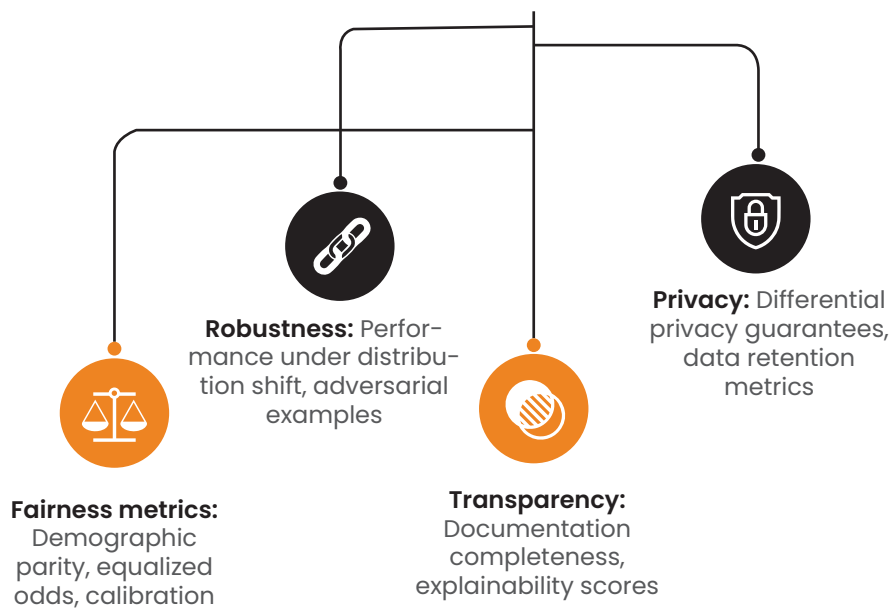 Robustness: Perfor-
mance under distribu-
tion shift, adversarial
examples
Privacy: Differential
privacy guarantees,
data retention
metrics
Fairness metrics:
Demographic
parity, equalized
odds, calibration
Transparency:
Documentation
completeness,
explainability scores